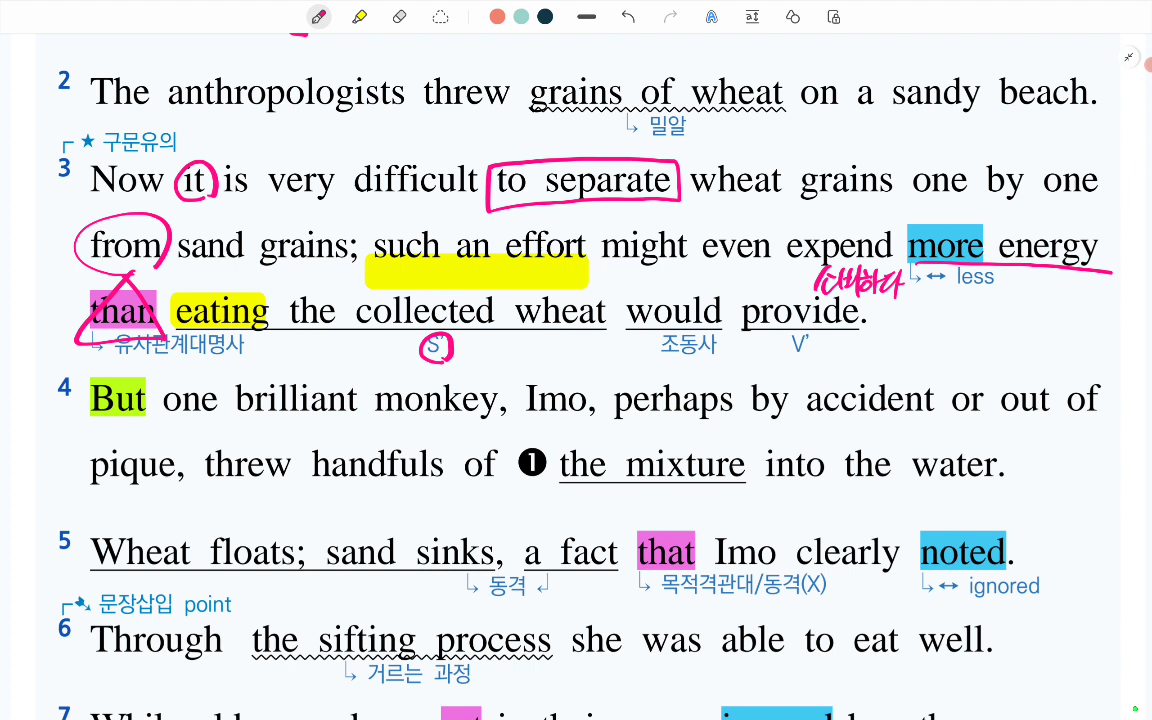 2 The anthropologists threw grains of wheat on a sandy beach.
밀알
★ 구문유의
3 Now it is very difficult to separate wheat grains one by one
from sand grains; such an effort might even expend more energy
소비하다 ↔ less
than eating the collected wheat would provide.
유사관계대명사 S' 조동사 V'
4 But one brilliant monkey, Imo, perhaps by accident or out of
pique, threw handfuls of ❶ the mixture into the water.
5 Wheat floats; sand sinks, a fact that Imo clearly noted.
동격 목적격관대/동격(X) ↔ ignored
문장삽입 point
6 Through the sifting process she was able to eat well.
거르는 과정
7